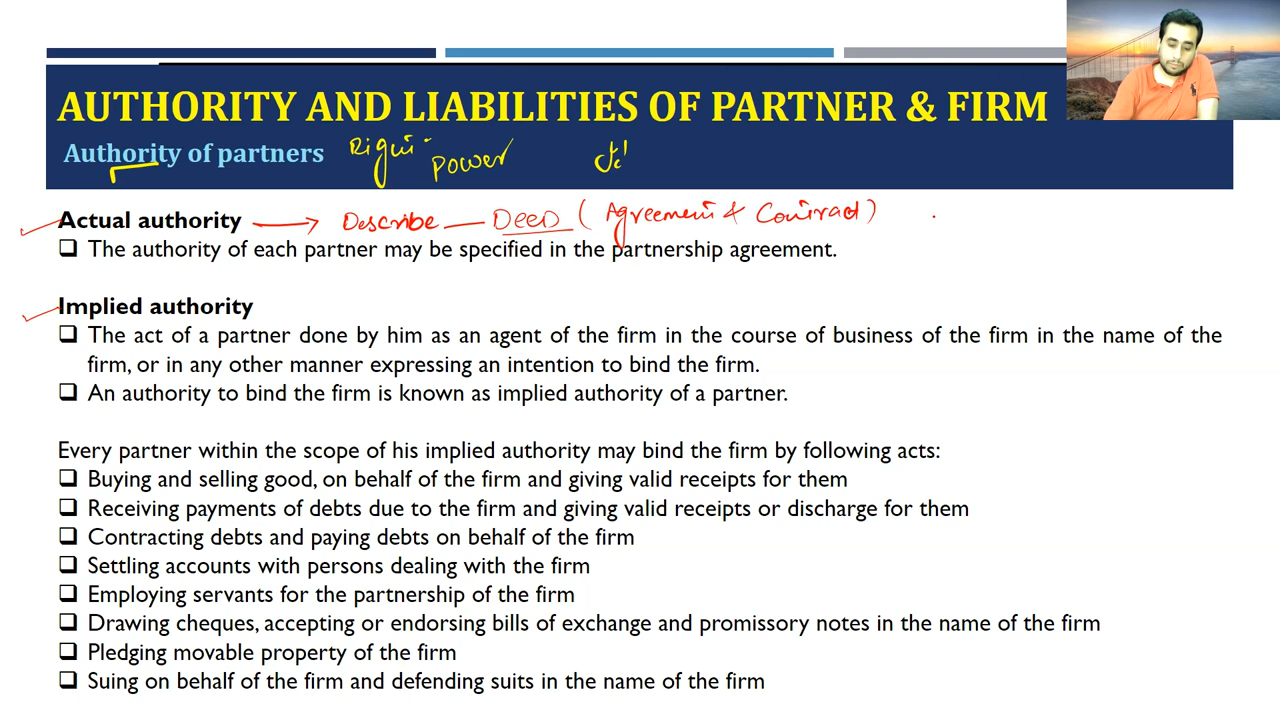 AUTHORITY AND LIABILITIES OF PARTNER & FIRM
Authority of partners Power
Actual authority Describe Deed (Agreement & Contract)
❑ The authority of each partner may be specified in the partnership agreement.
Implied authority
❑ The act of a partner done by him as an agent of the firm in the course of business of the firm in the name of the
firm, or in any other manner expressing an intention to bind the firm.
❑ An authority to bind the firm is known as implied authority of a partner.
Every partner within the scope of his implied authority may bind the firm by following acts:
❑ Buying and selling good, on behalf of the firm and giving valid receipts for them
❑ Receiving payments of debts due to the firm and giving valid receipts or discharge for them
❑ Contracting debts and paying debts on behalf of the firm
❑ Settling accounts with persons dealing with the firm
❑ Employing servants for the partnership of the firm
❑ Drawing cheques, accepting or endorsing bills of exchange and promissory notes in the name of the firm
❑ Pledging movable property of the firm
❑ Suing on behalf of the firm and defending suits in the name of the firm